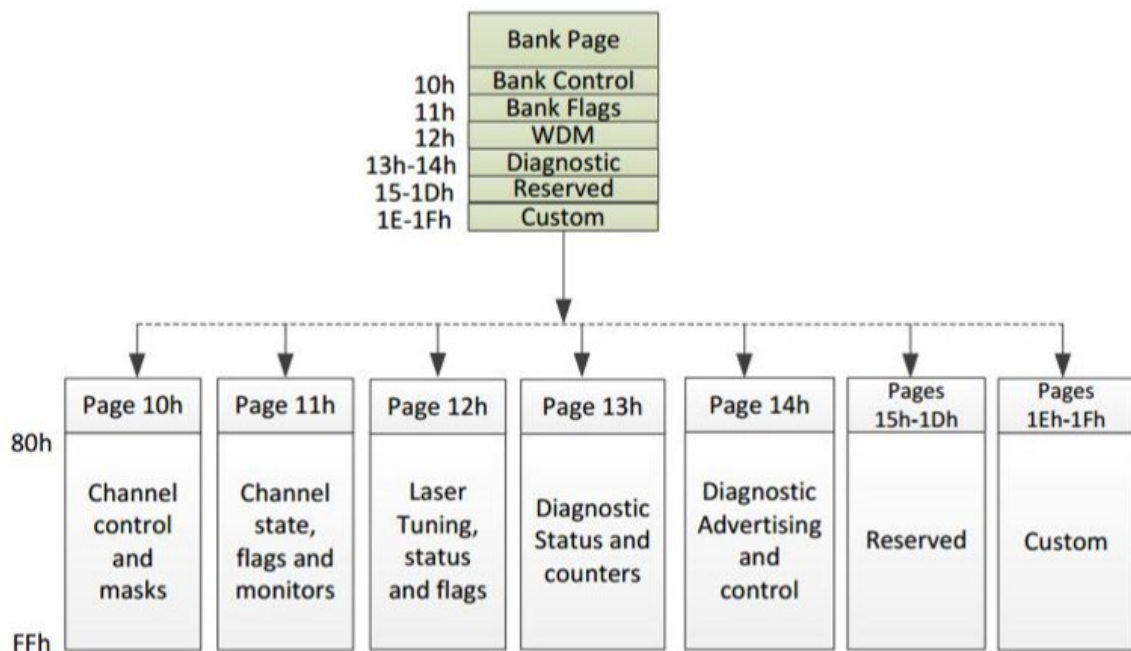 Bank Page
10h Bank Control
11h Bank Flags
12h WDM
13h-14h Diagnostic
15-1Dh Reserved
1E-1Fh Custom
Page 10h
Page 11h
Page 12h
Page 13h
Page 14h
Pages
15h-1Dh
Pages
1Eh-1Fh
80h
Channel
control
and
masks
Channel
state,
flags and
monitors
Laser
Tuning,
status
and flags
Diagnostic
Status and
counters
Diagnostic
Advertising
and
control
Reserved
Custom
FFh